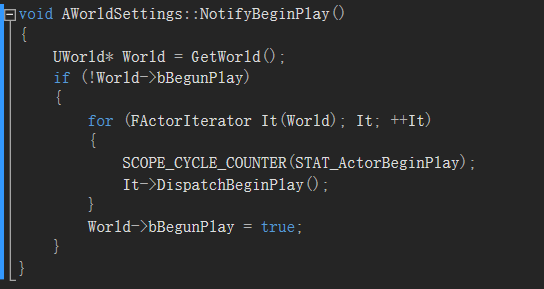 void AWorldSettings::NotifyBeginPlay()
{
    UWorld* World = GetWorld();
    if (!World->bBegunPlay)
    {
        for (FActorIterator It(World); It; ++It)
        {
            SCOPE_CYCLE_COUNTER(STAT_ActorBeginPlay);
            It->DispatchBeginPlay();
        }
        World->bBegunPlay = true;
    }
}